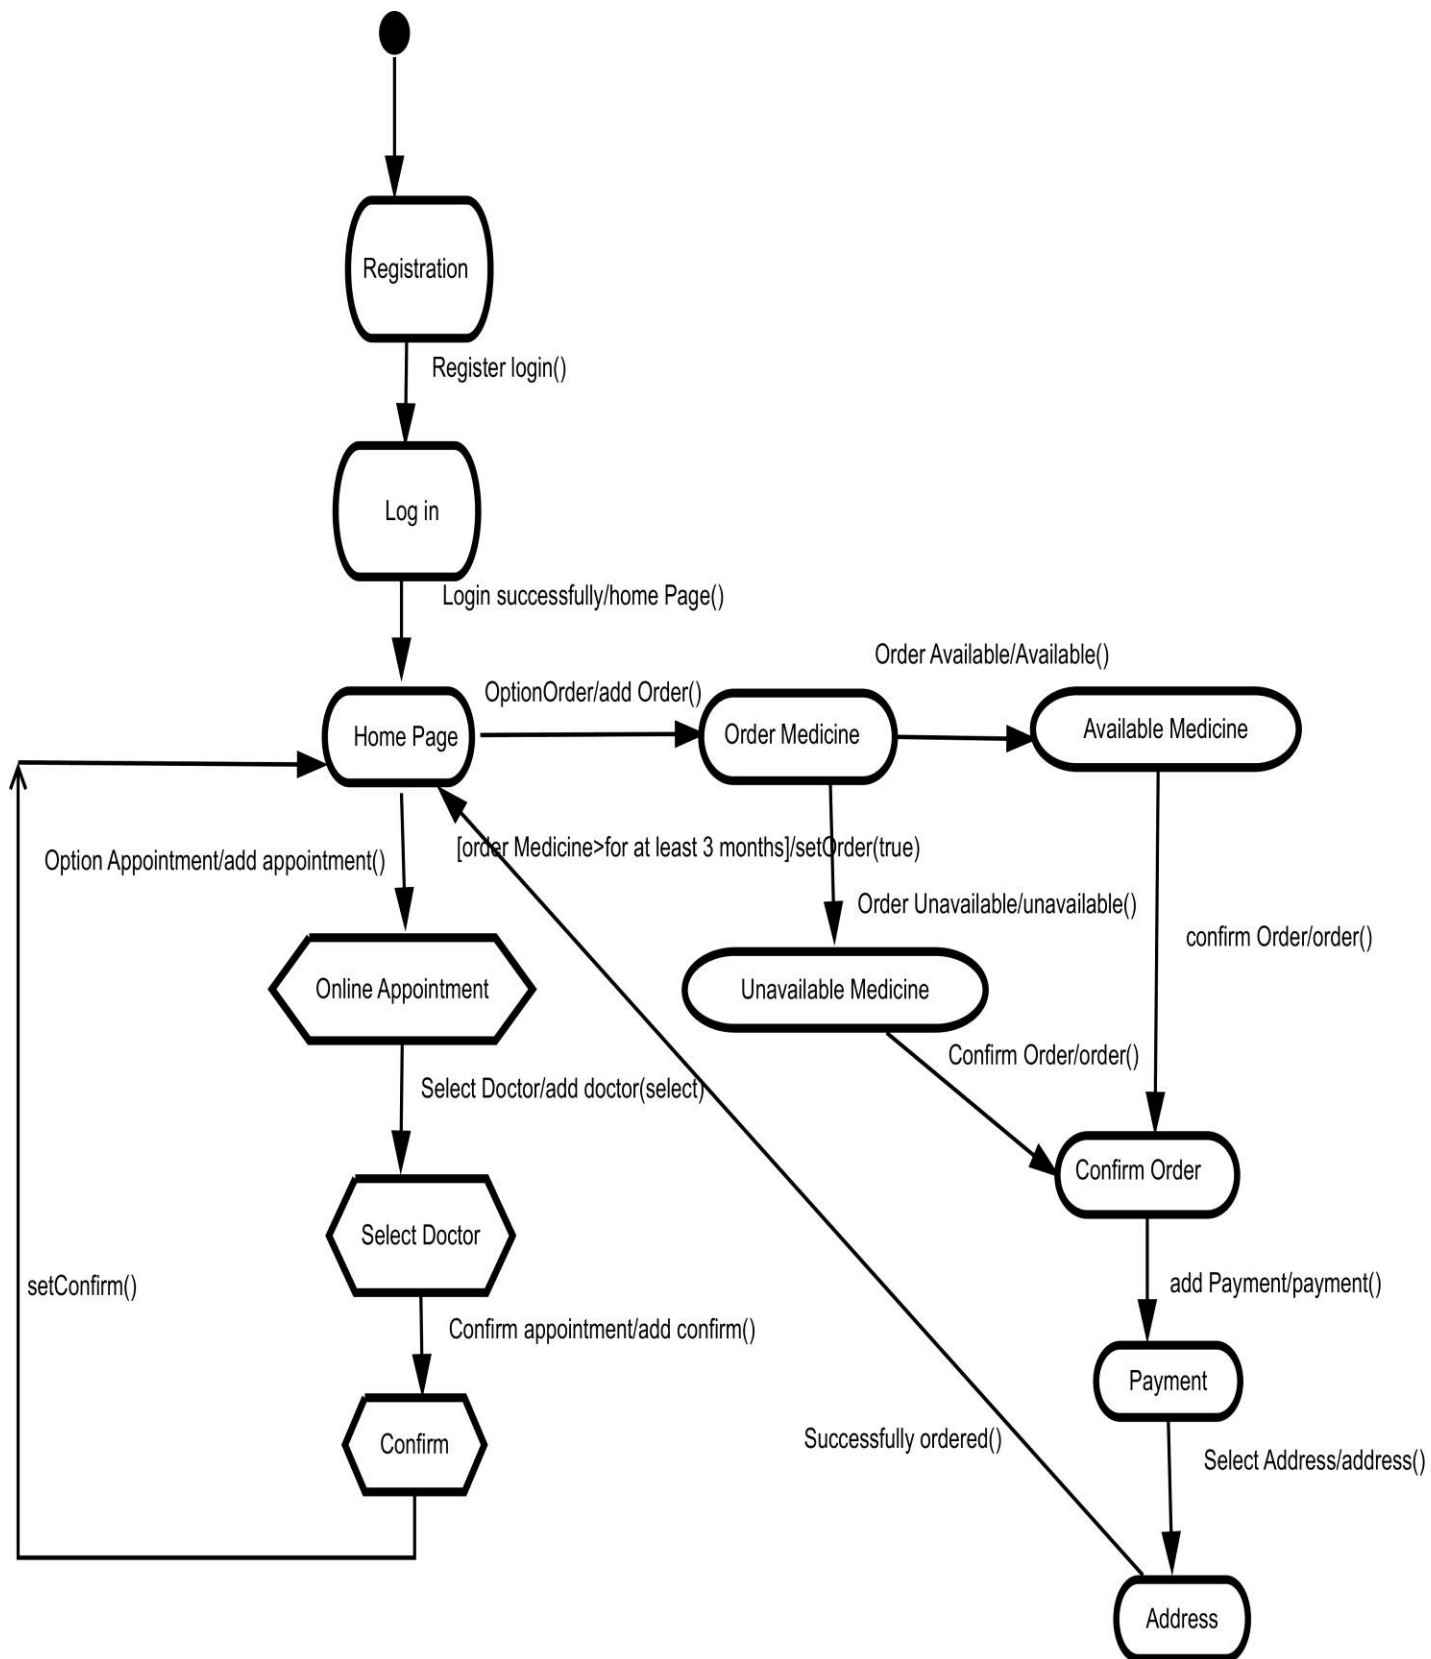 Registration
Register login()
Log in
Login successfully/home Page()
Order Available/Available()
OptionOrder/add Order()
Home Page
Order Medicine
Available Medicine
Option Appointment/add appointment()
[order Medicine>for at least 3 months]/setOrder(true)
Order Unavailable/unavailable()
confirm Order/order()
Online Appointment
Unavailable Medicine
Confirm Order/order()
Select Doctor/add doctor(select)
Confirm Order
Select Doctor
setConfirm()
add Payment/payment()
Confirm appointment/add confirm()
Payment
Confirm
Successfully ordered()
Select Address/address()
Address